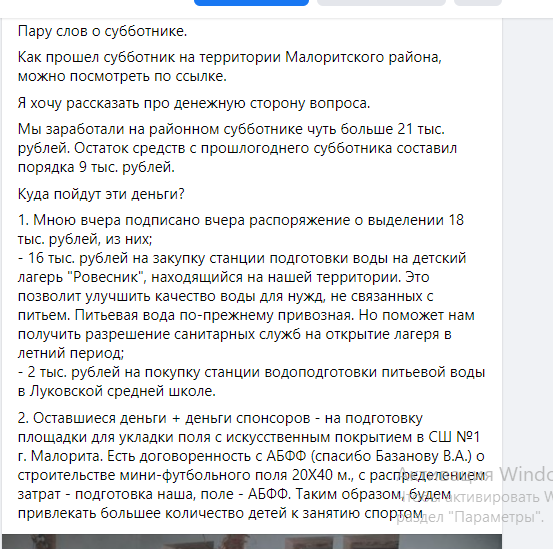 Пару слов о субботнике.
Как прошел субботник на территории Малоритского района,
можно посмотреть по ссылке.
Я хочу рассказать про денежную сторону вопроса.
Мы заработали на районном субботнике чуть больше 21 тыс.
рублей. Остаток средств с прошлогоднего субботника составил
порядка 9 тыс. рублей.
Куда пойдут эти деньги?
1. Мною вчера подписано вчера распоряжение о выделении 18
тыс. рублей, из них;
- 16 тыс. рублей на закупку станции подготовки воды на детский
лагерь "Ровесник", находящийся на нашей территории. Это
позволит улучшить качество воды для нужд, не связанных с
питьем. Питьевая вода по-прежнему привозная. Но поможет нам
получить разрешение санитарных служб на открытие лагеря в
летний период;
- 2 тыс. рублей на покупку станции водоподготовки питьевой воды
в Луковской средней школе.
2. Оставшиеся деньги + деньги спонсоров - на подготовку
площадки для укладки поля с искусственным покрытием в СШ №1
г. Малорита. Есть договоренность с АБФФ (спасибо Базанову В.А.) о
строительстве мини-футбольного поля 20Х40 м., с распределением
затрат - подготовка наша, поле - АБФФ. Таким образом, будем
привлекать большее количество детей к занятию спортом
Активация Windo
Чтобы активировать W
раздел "Параметры".